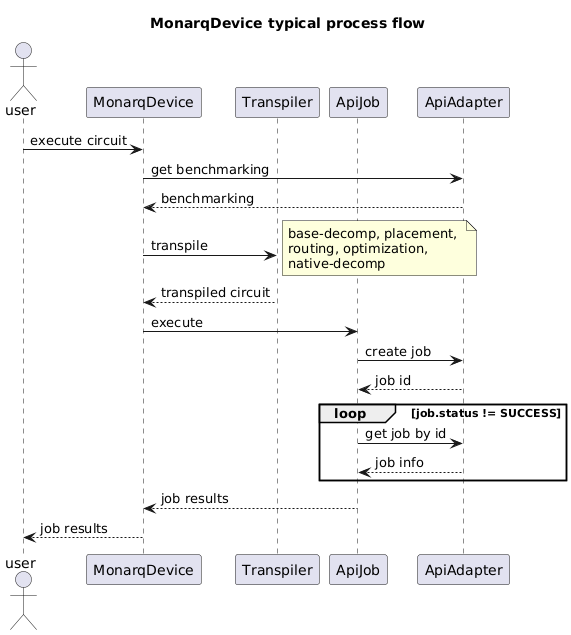 MonarqDevice typical process flow
user
MonarqDevice
Transpiler
ApiJob
ApiAdapter
execute circuit
get benchmarking
benchmarking
base-decomp, placement,
routing, optimization,
native-decomp
transpile
transpiled circuit
execute
create job
job id
loop
[job.status != SUCCESS]
get job by id
job info
job results
job results
user
MonarqDevice
Transpiler
ApiJob
ApiAdapter